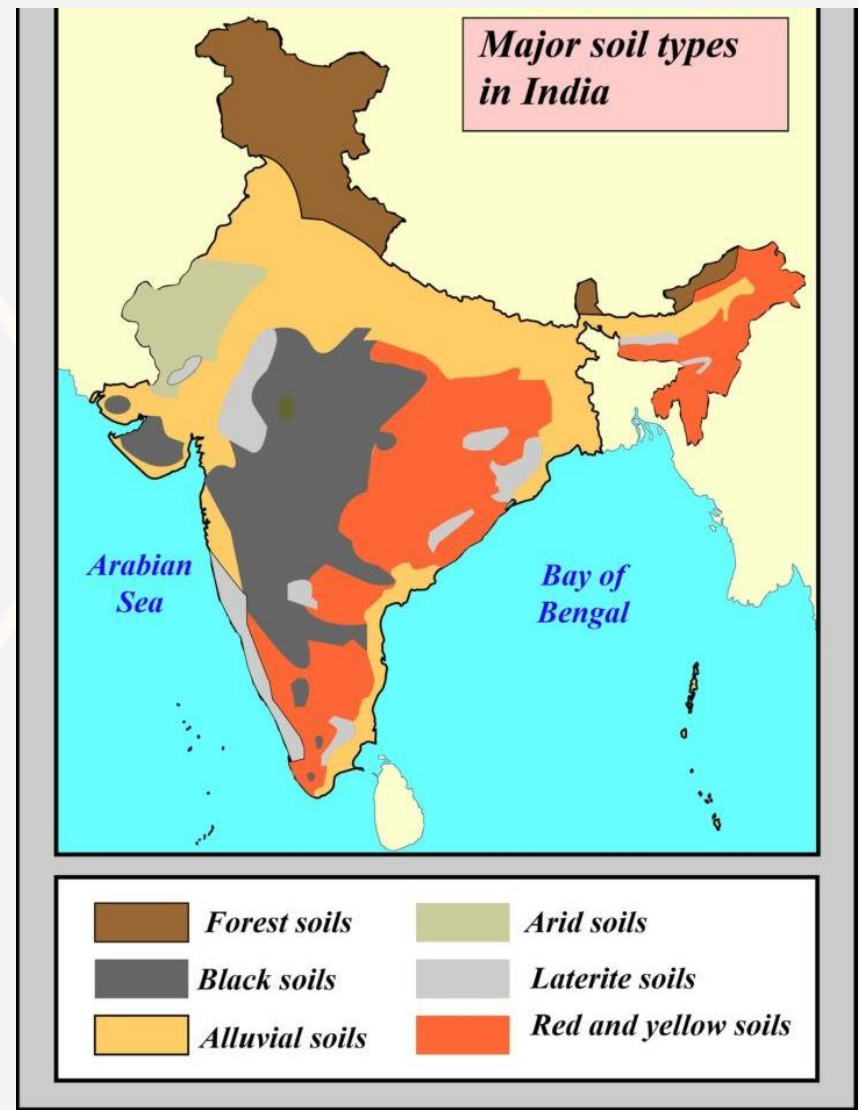 Major soil types
in India
Arabian
Sea
Bay of
Bengal
Forest soils
Arid soils
Black soils
Laterite soils
Alluvial soils
Red and yellow soils